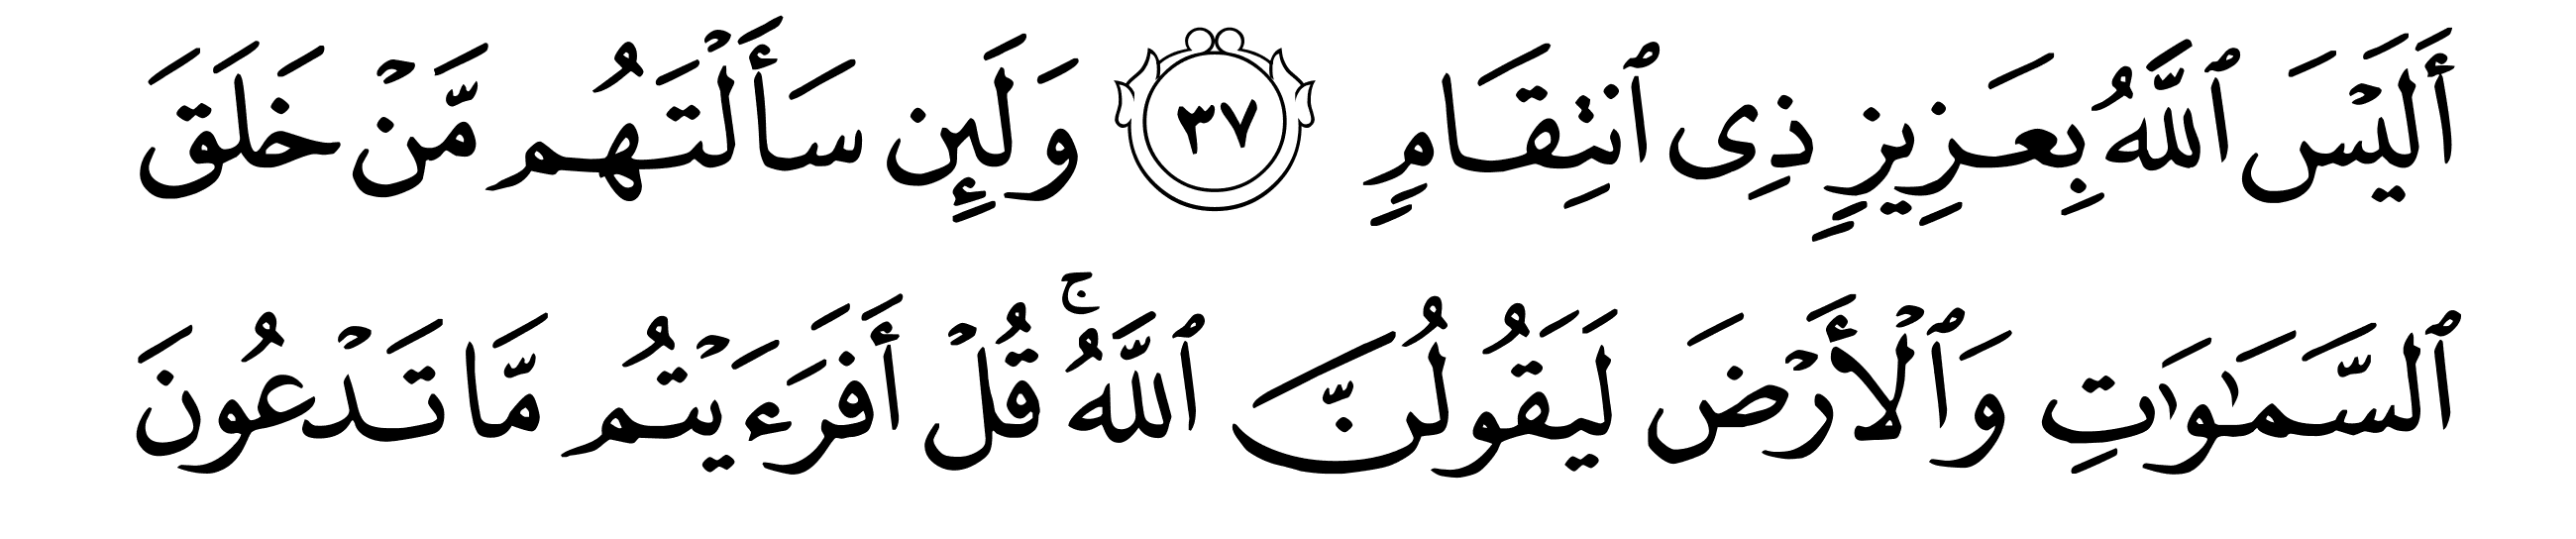 أَلَيْسَ ٱللَّهُ بِعَزِيزٍ ذِى ٱنتِقَامٍ ٣٧ وَلَئِن سَأَلْتَهُم مَّنْ خَلَقَ
ٱلسَّمَـٰوَٰتِ وَٱلْأَرْضَ لَيَقُولُنَّ ٱللَّهُ ۚ قُلْ أَفَرَءَيْتُم مَّا تَدْعُونَ